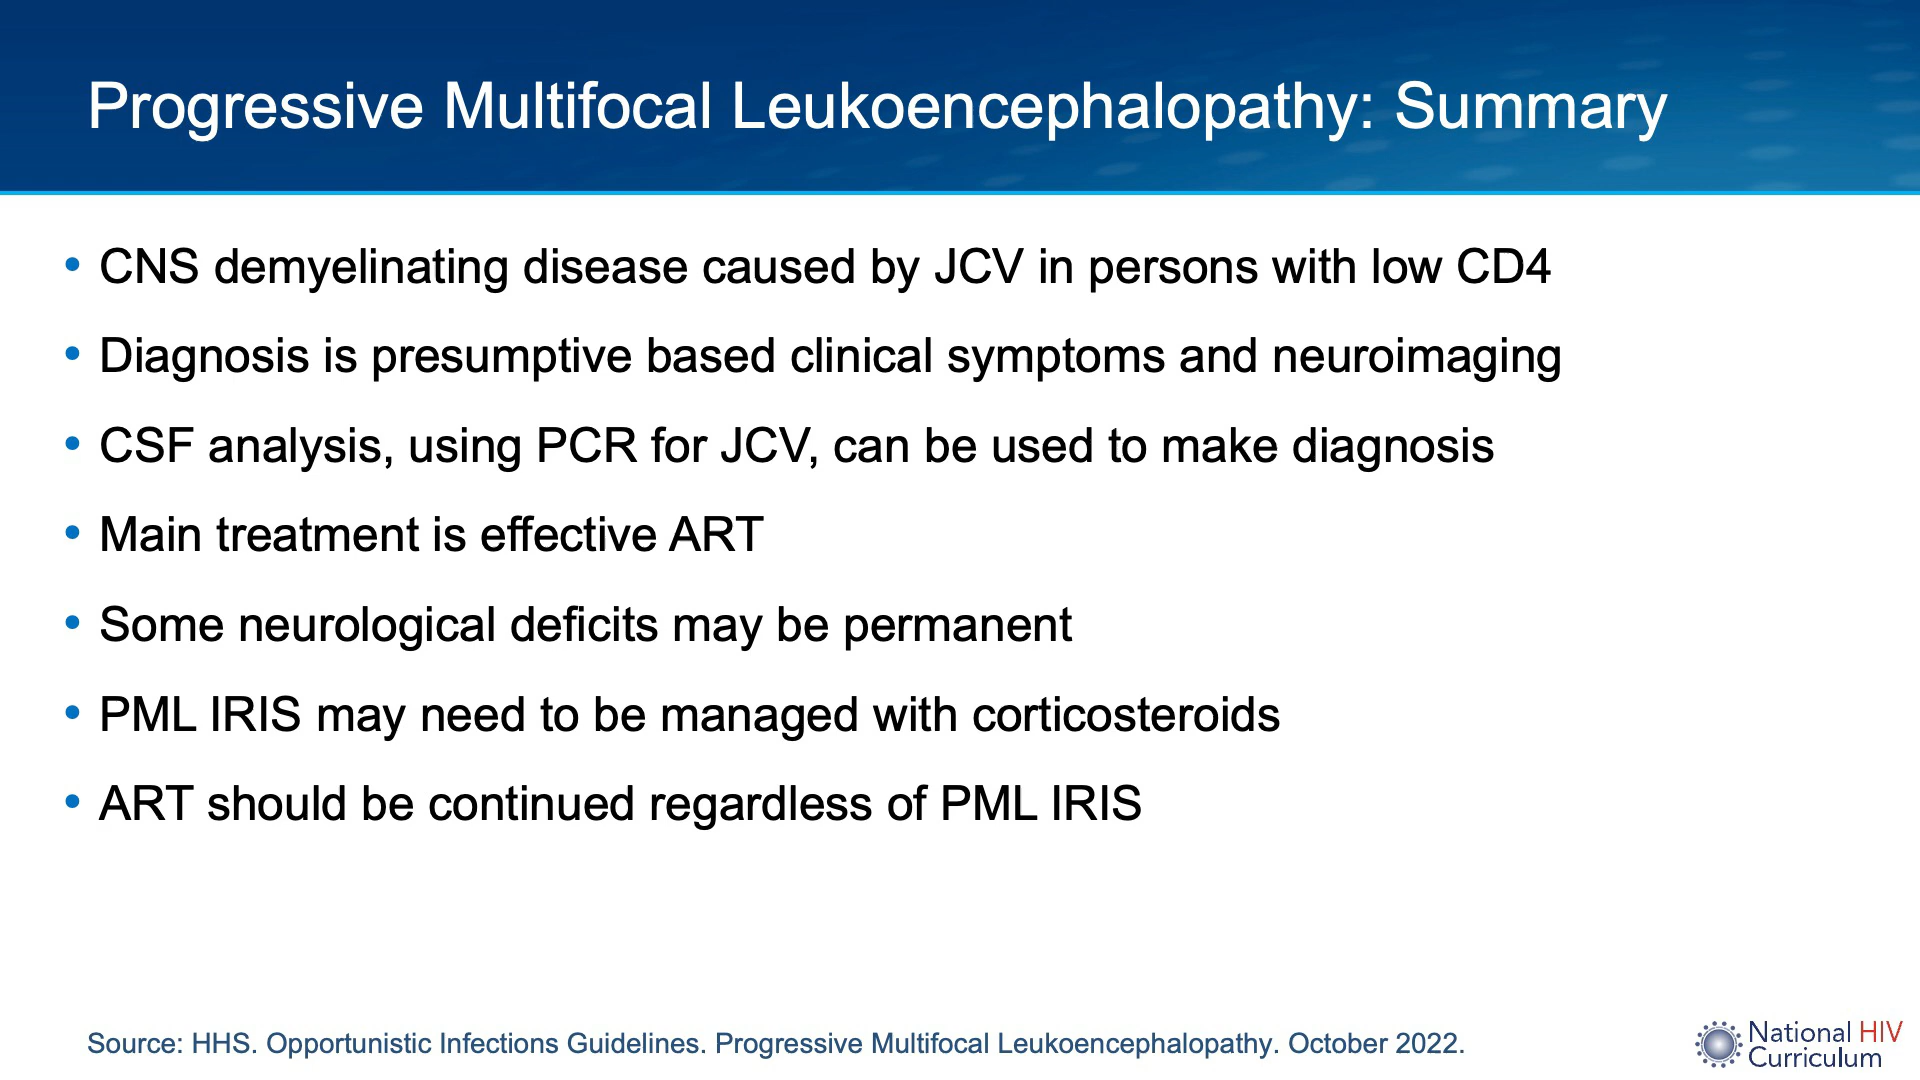 Progressive Multifocal Leukoencephalopathy: Summary
• CNS demyelinating disease caused by JCV in persons with low CD4
• Diagnosis is presumptive based clinical symptoms and neuroimaging
• CSF analysis, using PCR for JCV, can be used to make diagnosis
• Main treatment is effective ART
• Some neurological deficits may be permanent
• PML IRIS may need to be managed with corticosteroids
• ART should be continued regardless of PML IRIS
Source: HHS. Opportunistic Infections Guidelines. Progressive Multifocal Leukoencephalopathy. October 2022.
National HIV
Curriculum